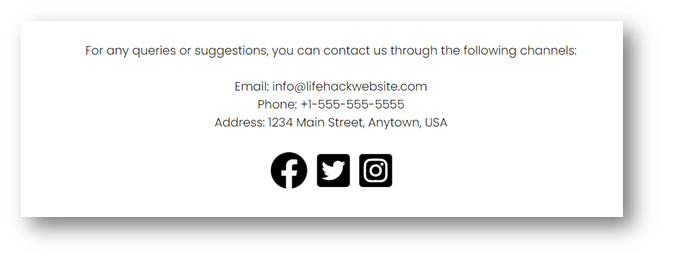 For any queries or suggestions, you can contact us through the following channels:
Email: info@lifehackwebsite.com
Phone: +1-555-555-5555
Address: 1234 Main Street, Anytown, USA